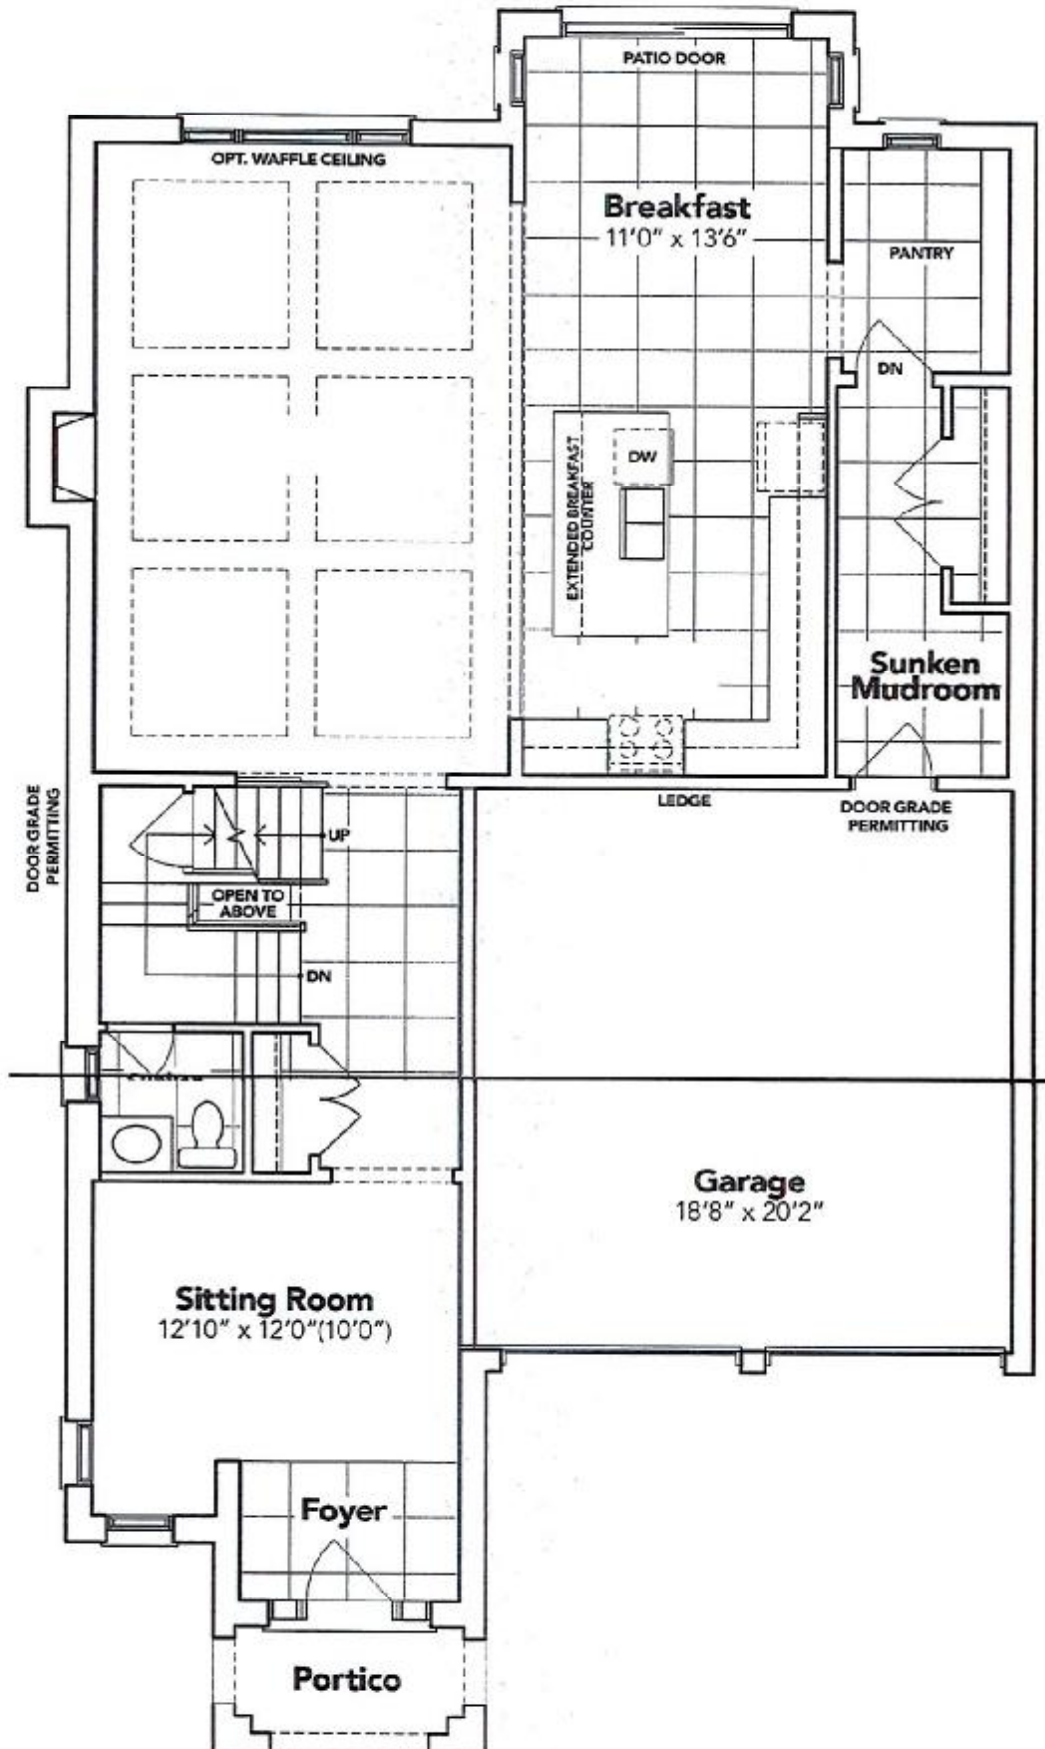 PATIO DOOR
OPT. WAFFLE CEILING
Breakfast
11'0" x 13'6"
PANTRY
DN
EXTENDED BREAKFAST
COUNTER
DW
Sunken
Mudroom
DOOR GRADE
PERMITTING
LEDGE
DOOR GRADE
PERMITTING
UP
OPEN TO
ABOVE
DN
Garage
18'8" x 20'2"
Sitting Room
12'10" x 12'0"(10'0")
Foyer
Portico